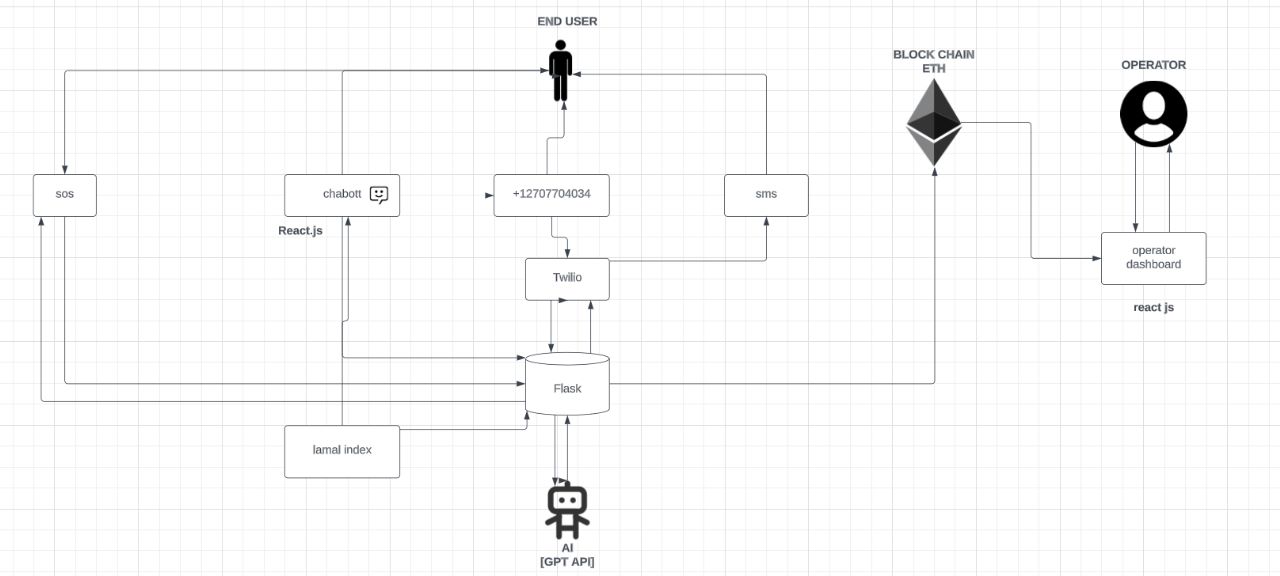 END USER
BLOCK CHAIN
ETH
OPERATOR
sos
chabott
+12707704034
sms
React.js
operator
dashboard
Twilio
react js
Flask
lamal index
AI
[GPT API]